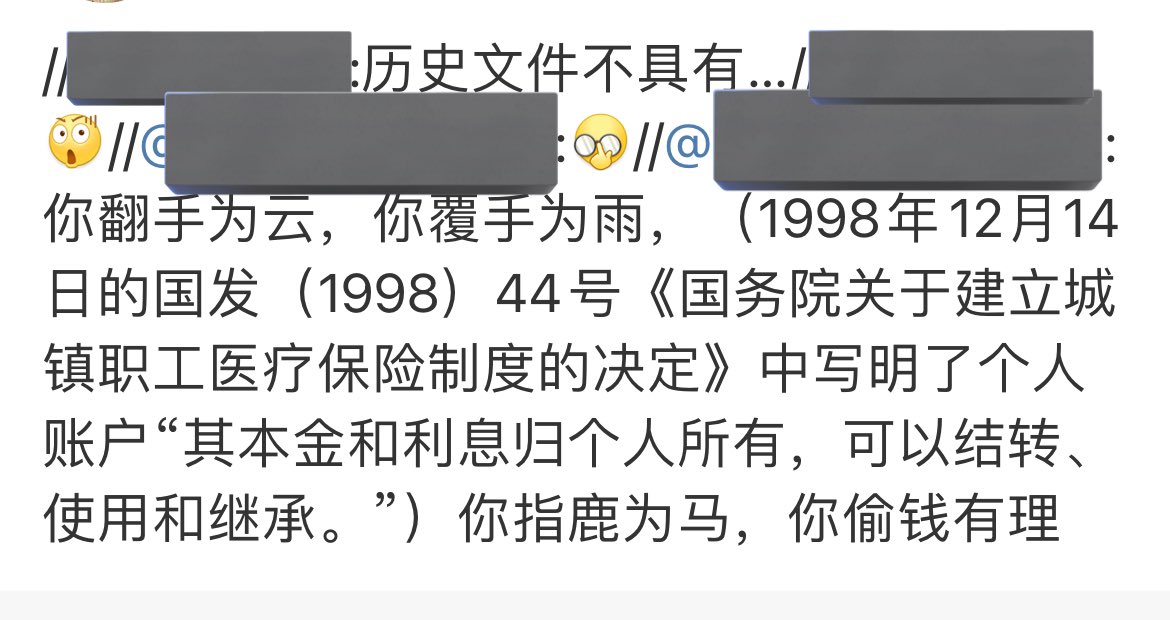 //:历史文件不具有...//
//@://@:
你翻手为云，你覆手为雨，（1998年12月14
日的国发（1998）44号《国务院关于建立城
镇职工医疗保险制度的决定》中写明了个人
账户“其本金和利息归个人所有，可以结转、
使用和继承。”）你指鹿为马，你偷钱有理